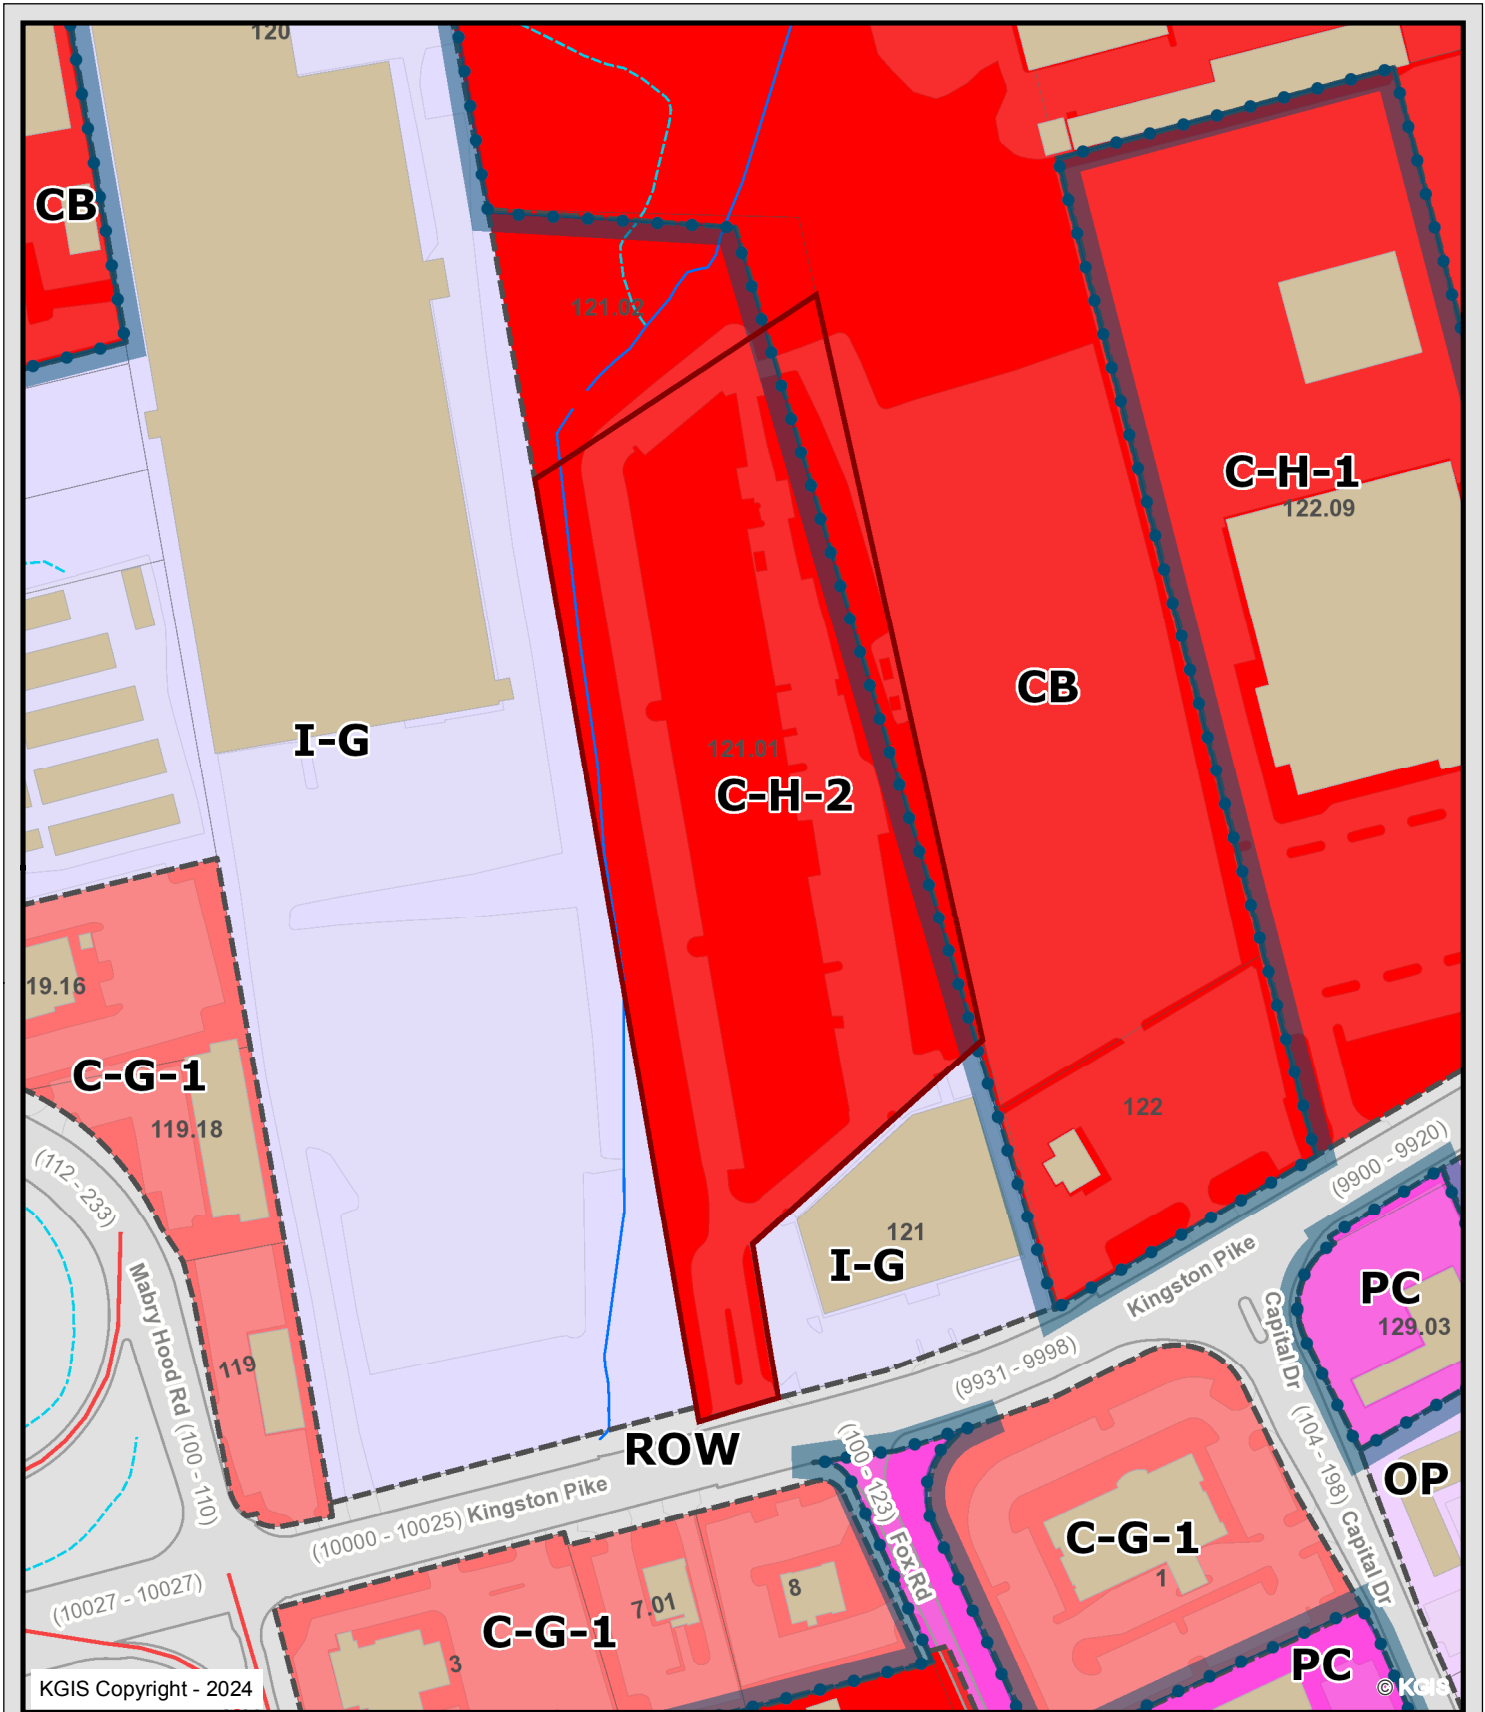 120
CB
121.02
C-H-1
122.09
CB
I-G
121.01
C-H-2
19.16
C-G-1
119.18
122
(112 - 233)
Mabry Hood Rd (100 - 110)
121
I-G
(9900 - 9920)
Kingston Pike
PC
129.03
Capital Dr
119
(9931 - 9998)
ROW
(100 - 123) Fox Rd
(104 - 198) Capital Dr
OP
(10000 - 10025) Kingston Pike
C-G-1
1
(10027 - 10027)
7.01
8
C-G-1
3
PC
KGIS Copyright - 2024
© KGIS